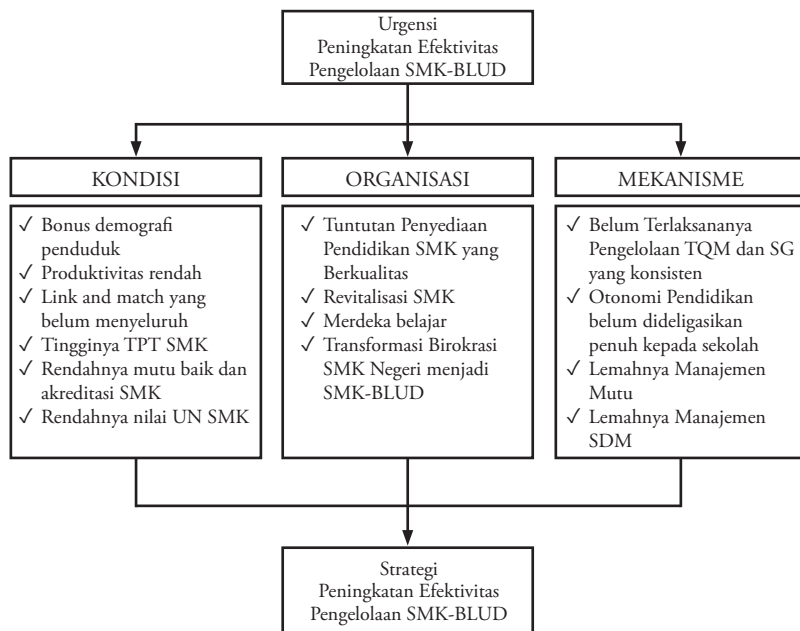 Urgensi
Peningkatan Efektivitas
Pengelolaan SMK-BLUD
KONDISI
✓ Bonus demografi
penduduk
✓ Produktivitas rendah
✓ Link and match yang
belum menyeluruh
✓ Tingginya TPT SMK
✓ Rendahnya mutu baik dan
akreditasi SMK
✓ Rendahnya nilai UN SMK
ORGANISASI
✓ Tuntutan Penyediaan
Pendidikan SMK yang
Berkualitas
✓ Revitalisasi SMK
✓ Merdeka belajar
✓ Transformasi Birokrasi
SMK Negeri menjadi
SMK-BLUD
MEKANISME
✓ Belum Terlaksananya
Pengelolaan TQM dan SG
yang konsisten
✓ Otonomi Pendidikan
belum dideligasikan
penuh kepada sekolah
✓ Lemahnya Manajemen
Mutu
✓ Lemahnya Manajemen
SDM
Strategi
Peningkatan Efektivitas
Pengelolaan SMK-BLUD